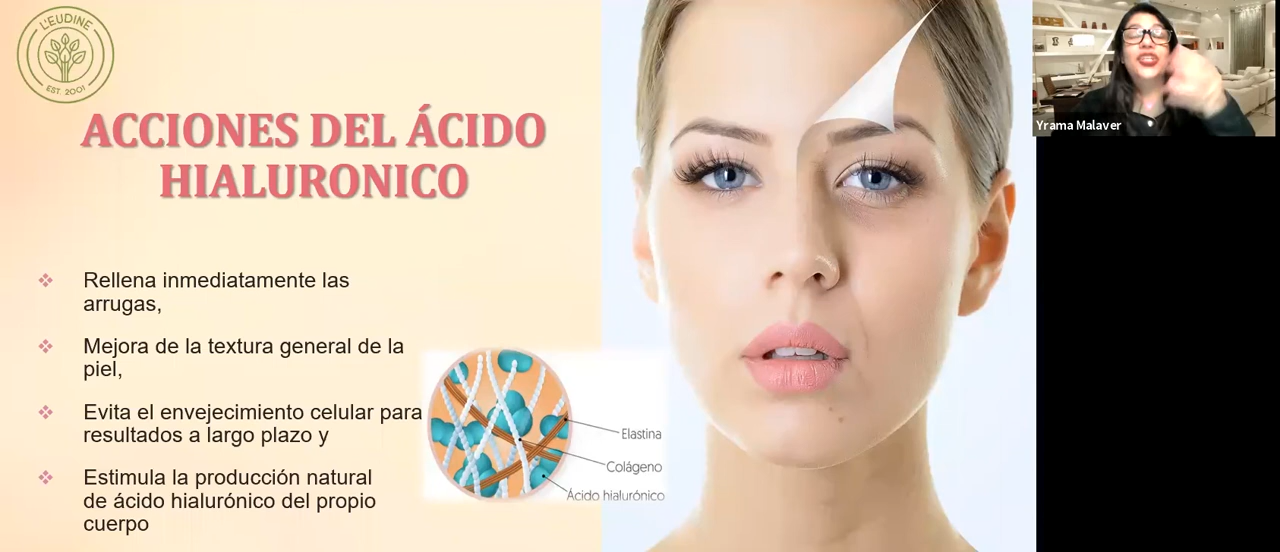 L'EUDINE
EST 2001
ACCIONES DEL ÁCIDO
HIALURONICO
Rellena inmediatamente las
arrugas,
Mejora de la textura general de la
piel,
Evita el envejecimiento celular para
resultados a largo plazo y
Estimula la producción natural
de ácido hialurónico del propio
cuerpo
Elastina
Colágeno
Ácido hialurónico
Yrama Malaver